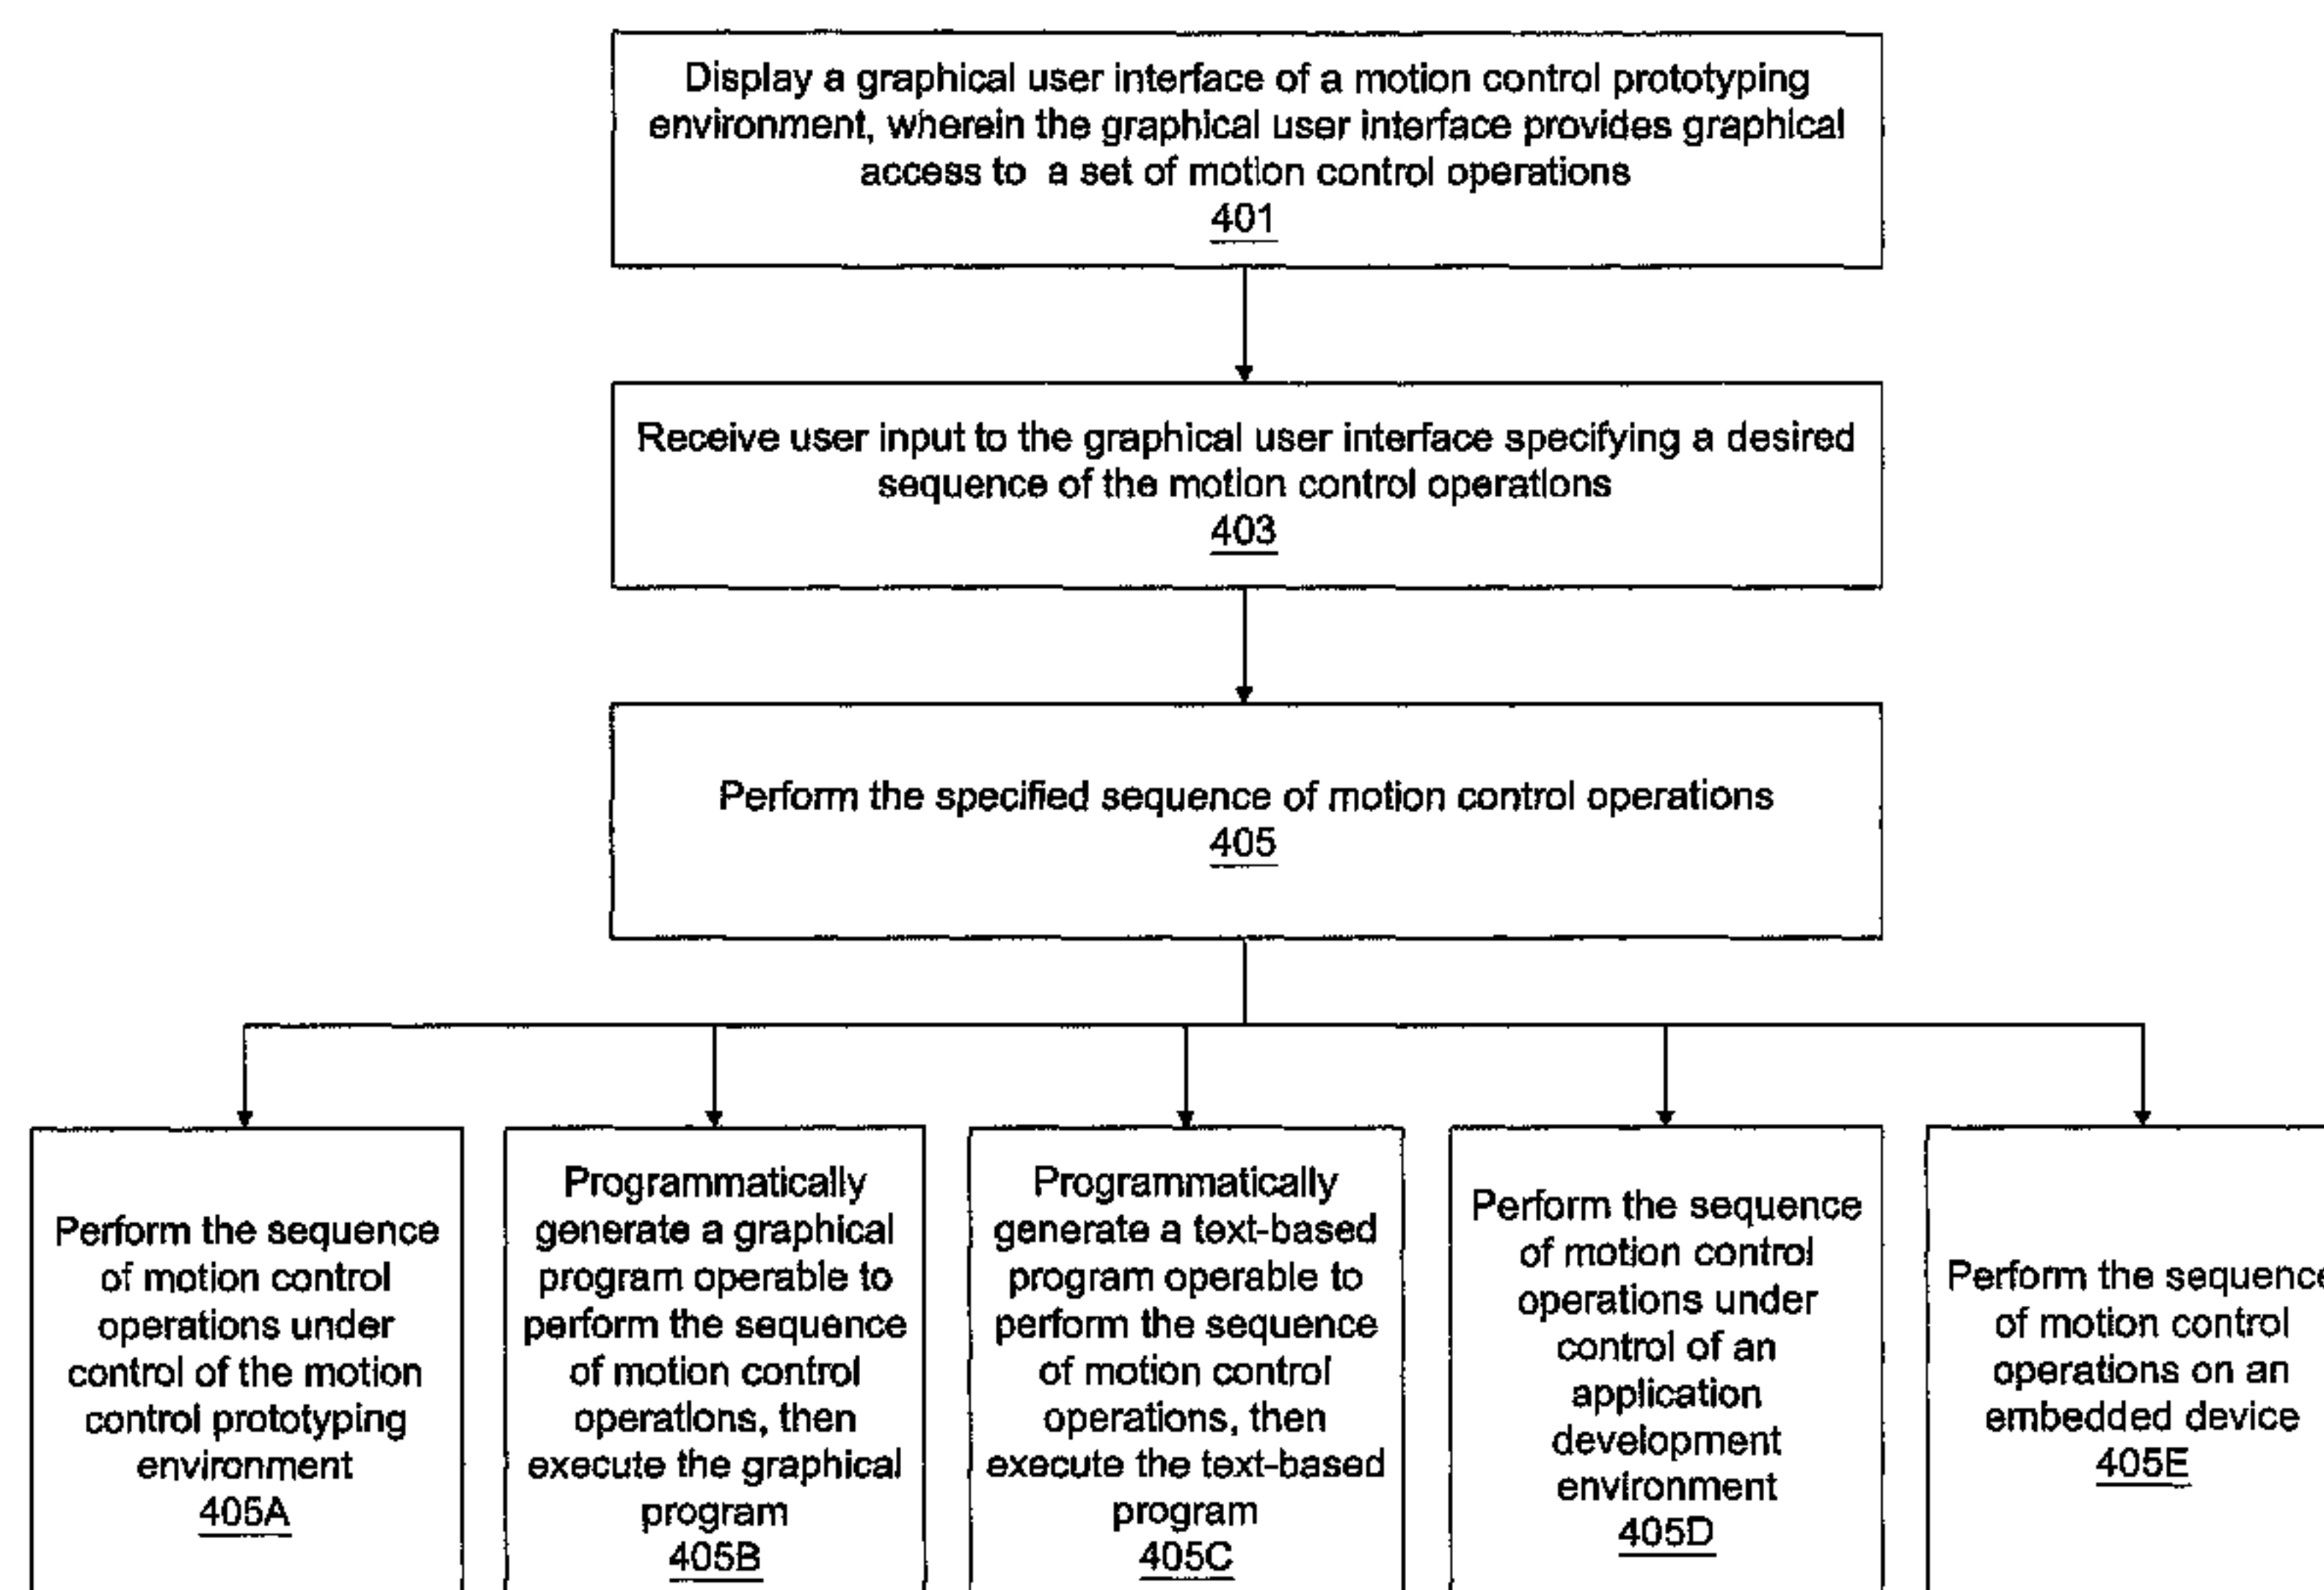 Display a graphical user interface of a motion control prototyping
environment, wherein the graphical user interface provides graphical
access to a set of motion control operations
401
Receive user input to the graphical user interface specifying a desired
sequence of the motion control operations
403
Perform the specified sequence of motion control operations
405
Perform the sequence
of motion control
operations under
control of the motion
control prototyping
environment
405A
Programmatically
generate a graphical
program operable to
perform the sequence
of motion control
operations, then
execute the graphical
program
405B
Programmatically
generate a text-based
program operable to
perform the sequence
of motion control
operations, then
execute the text-based
program
405C
Perform the sequence
of motion control
operations under
control of an
application
development
environment
405D
Perform the sequence
of motion control
operations on an
embedded device
405E